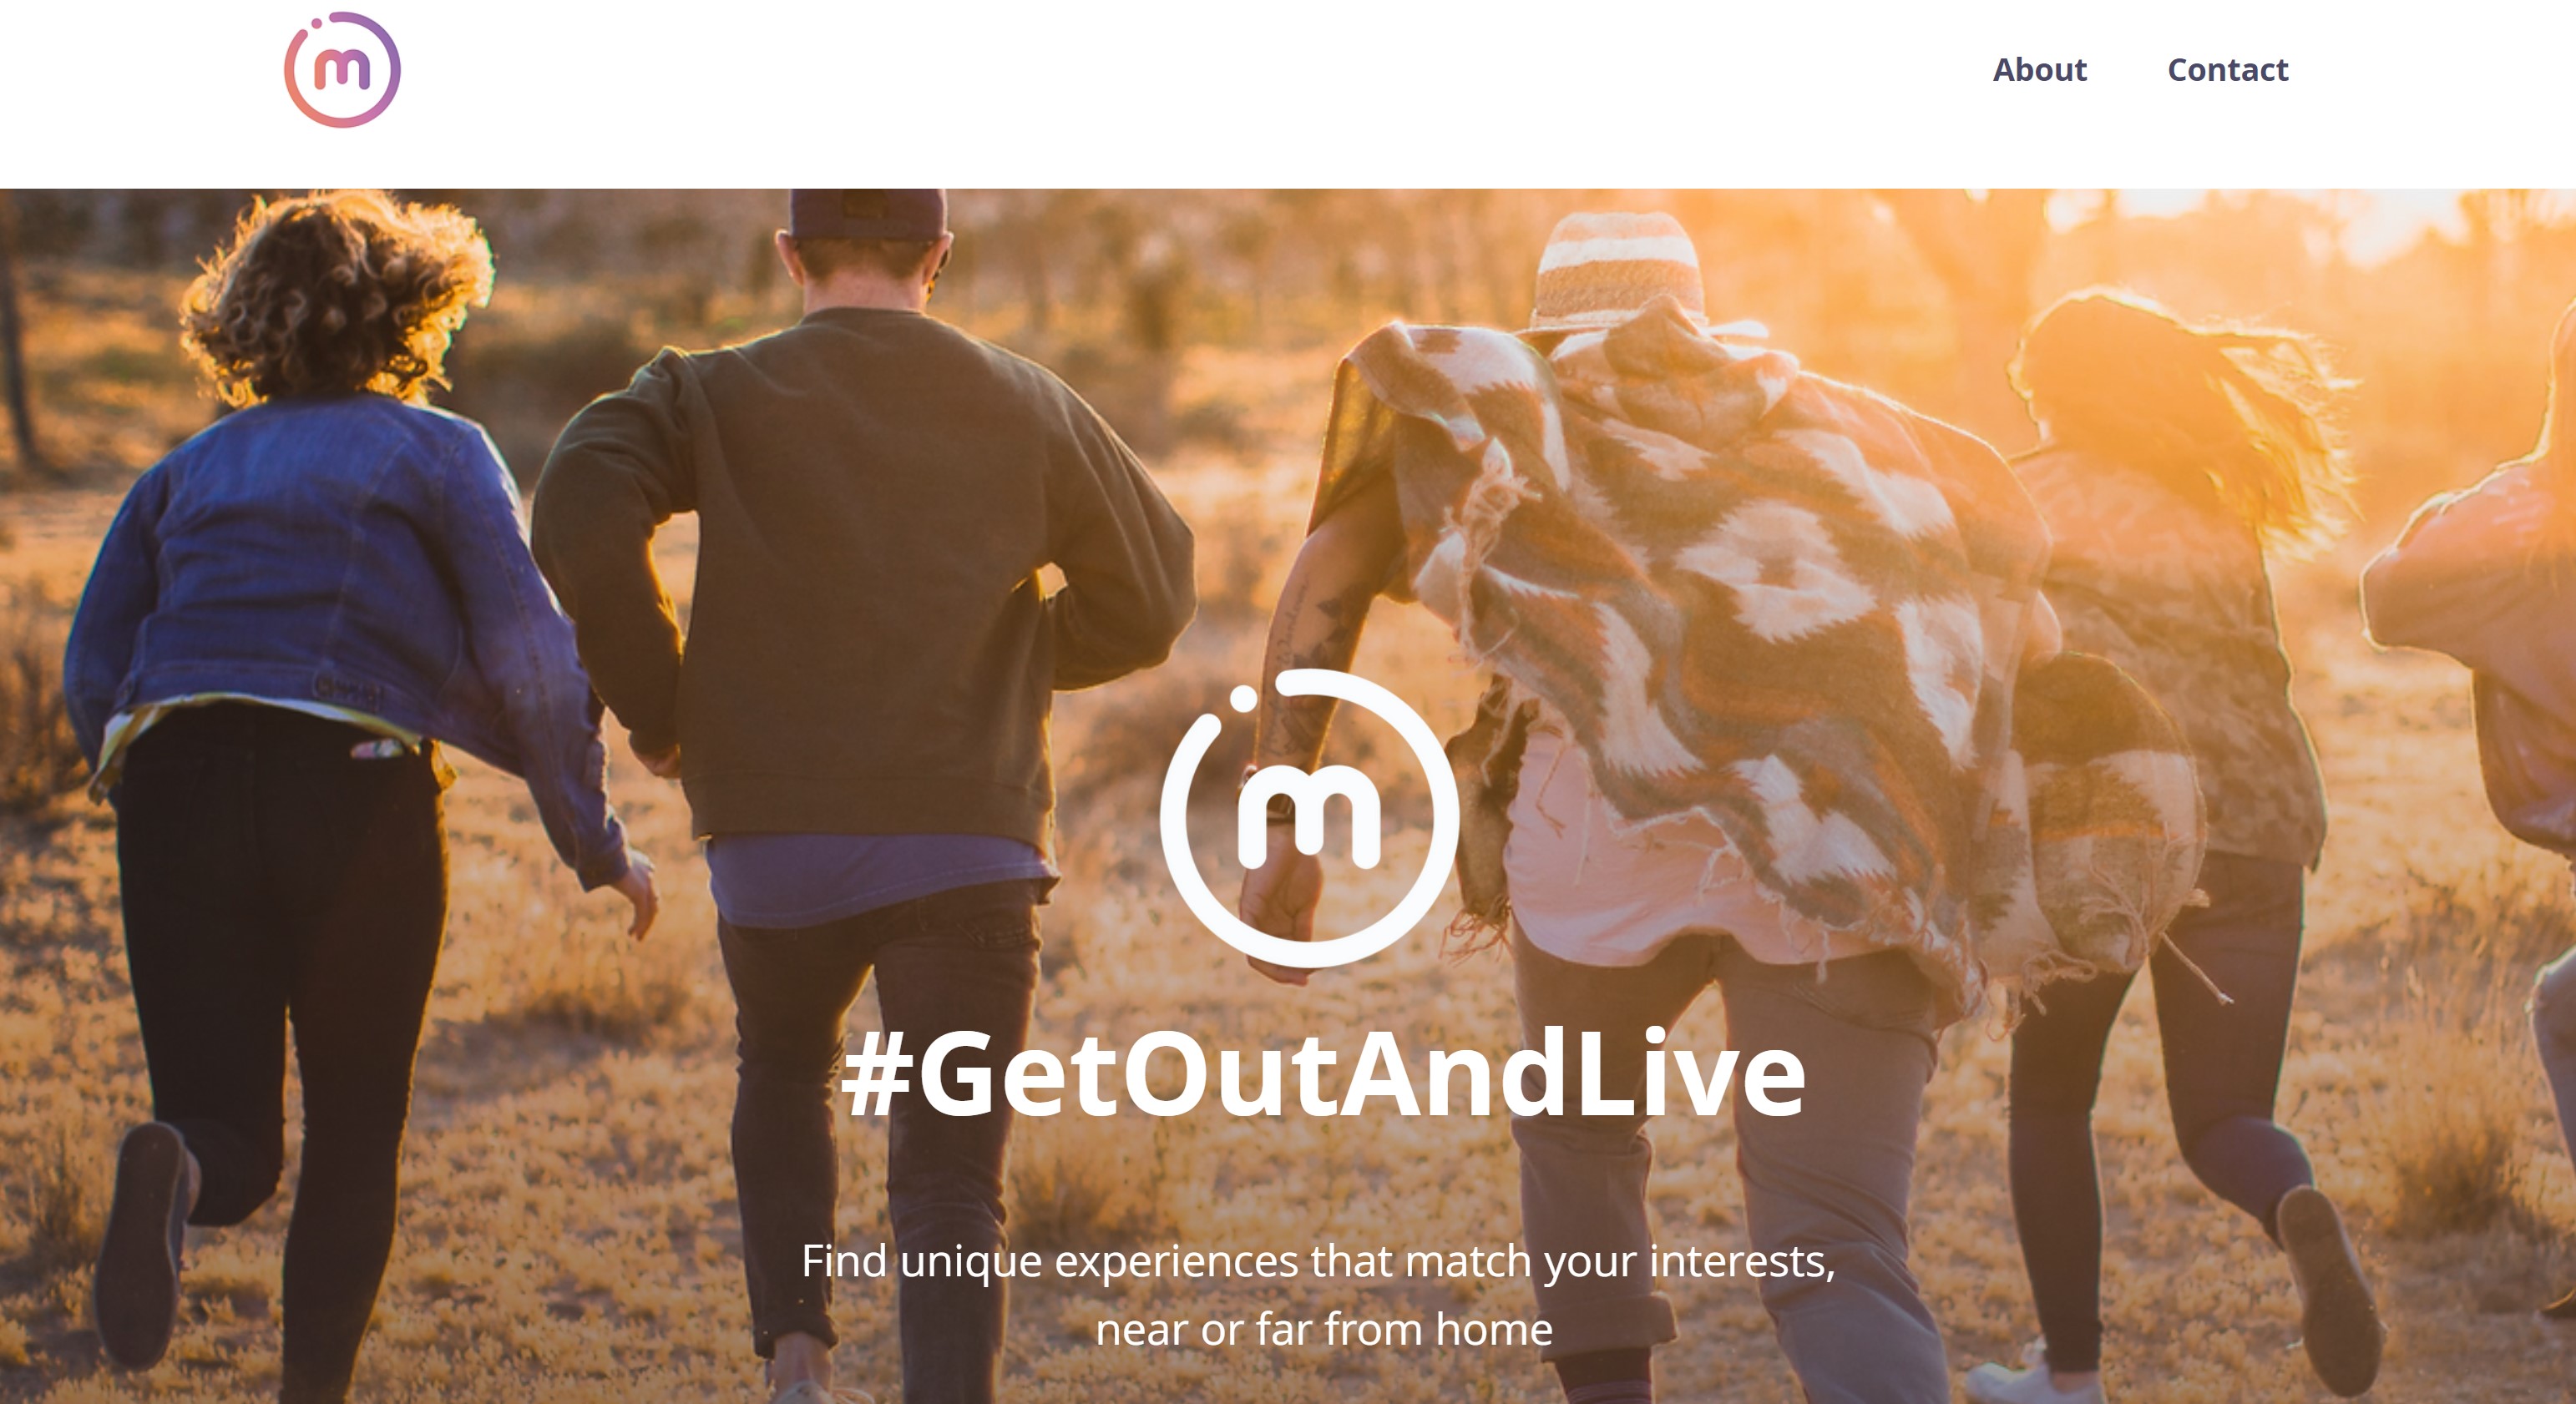 m
About
Contact
m
#GetOutAndLive
Find unique experiences that match your interests,
near or far from home